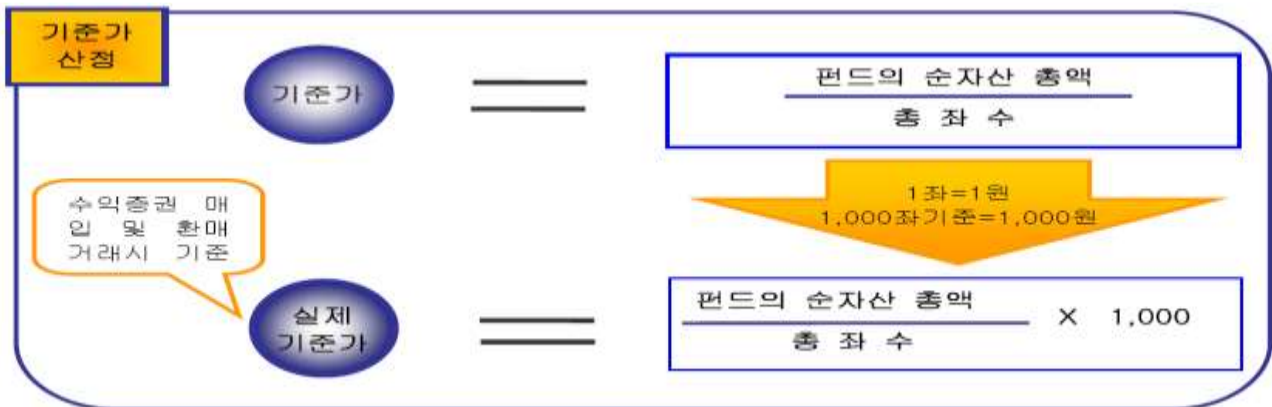 기준가
산정
기준가
펀드의 순자산 총액
총 좌 수
1좌=1원
1,000좌기준=1,000원
수익증권 매
입 및 환매
거래시 기준
실제
기준가
펀드의 순자산 총액
총 좌 수
X 1,000